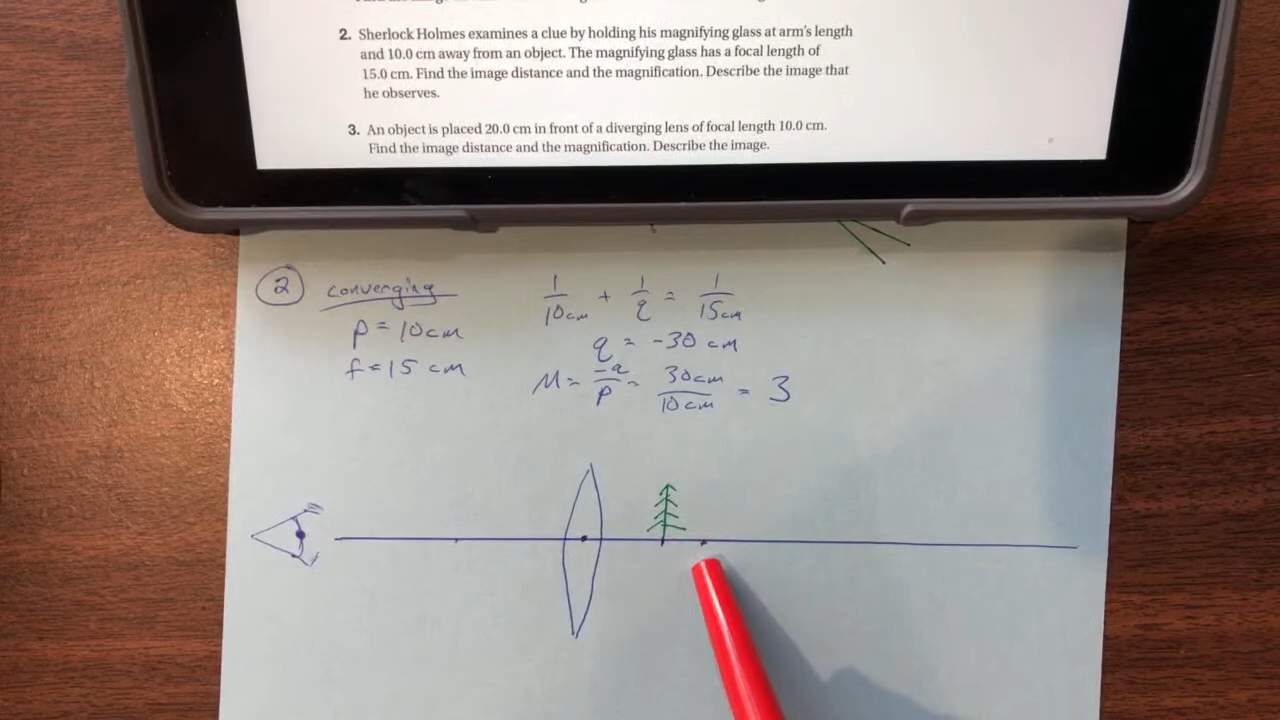 2. Sherlock Holmes examines a clue by holding his magnifying glass at arm's length
and 10.0 cm away from an object. The magnifying glass has a focal length of
15.0 cm. Find the image distance and the magnification. Describe the image that
he observes.
3. An object is placed 20.0 cm in front of a diverging lens of focal length 10.0 cm.
Find the image distance and the magnification. Describe the image.
2 converging
p = 10cm
f = 15 cm
1/10cm + 1/q = 1/15cm
q = -30 cm
M = -q/p = 30cm/10cm = 3